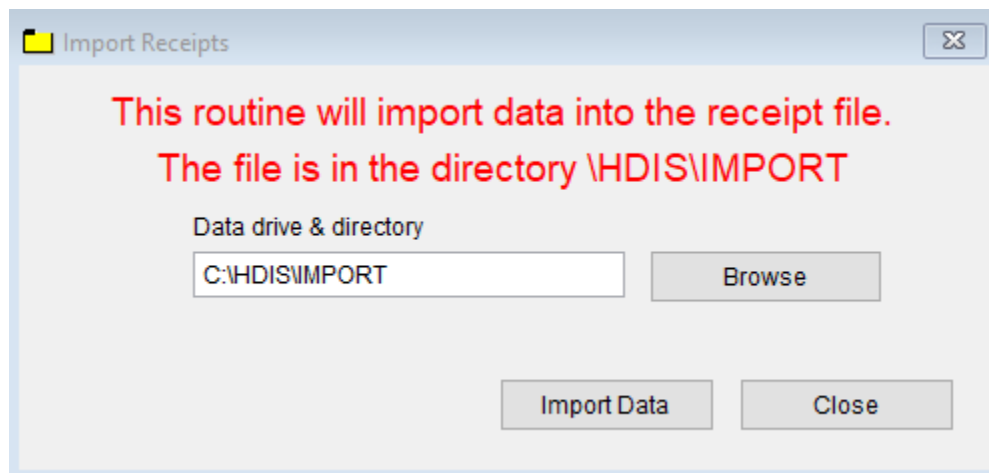 Import Receipts
This routine will import data into the receipt file.
The file is in the directory \HDIS\IMPORT
Data drive & directory
C:\HDIS\IMPORT
Browse
Import Data
Close